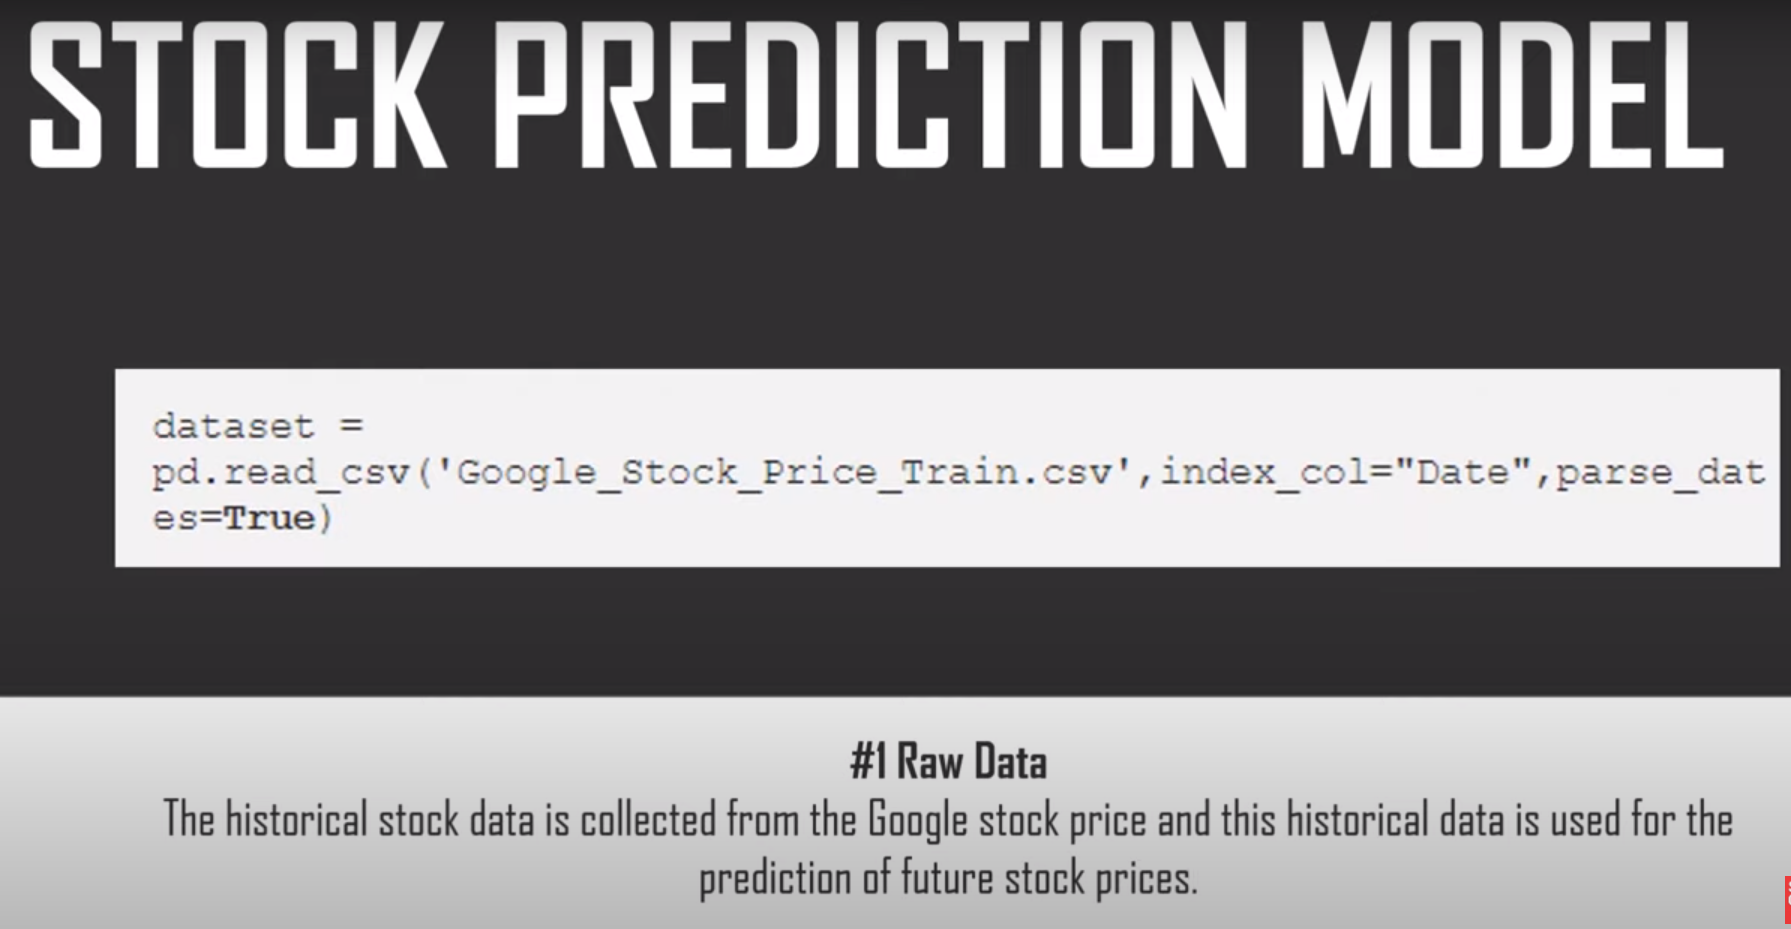 STOCK PREDICTION MODEL
dataset =
pd.read_csv('Google_Stock_Price_Train.csv',index_col="Date",parse_dat
es=True)
#1 Raw Data
The historical stock data is collected from the Google stock price and this historical data is used for the
prediction of future stock prices.